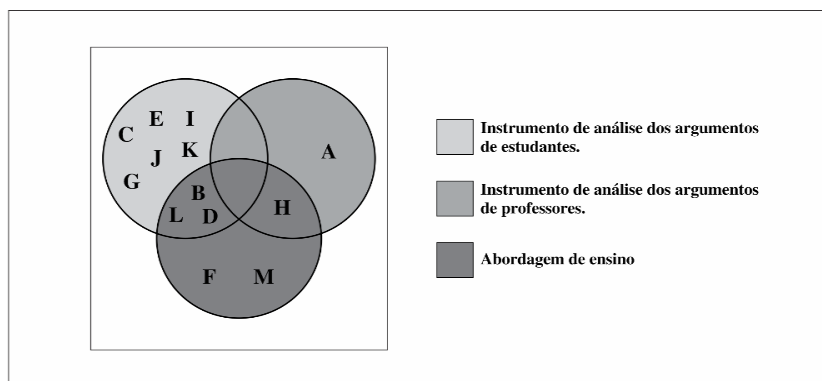 E I
C
J K
A
G
B
L D
H
F M
Instrumento de análise dos argumentos
de estudantes.
Instrumento de análise dos argumentos
de professores.
Abordagem de ensino